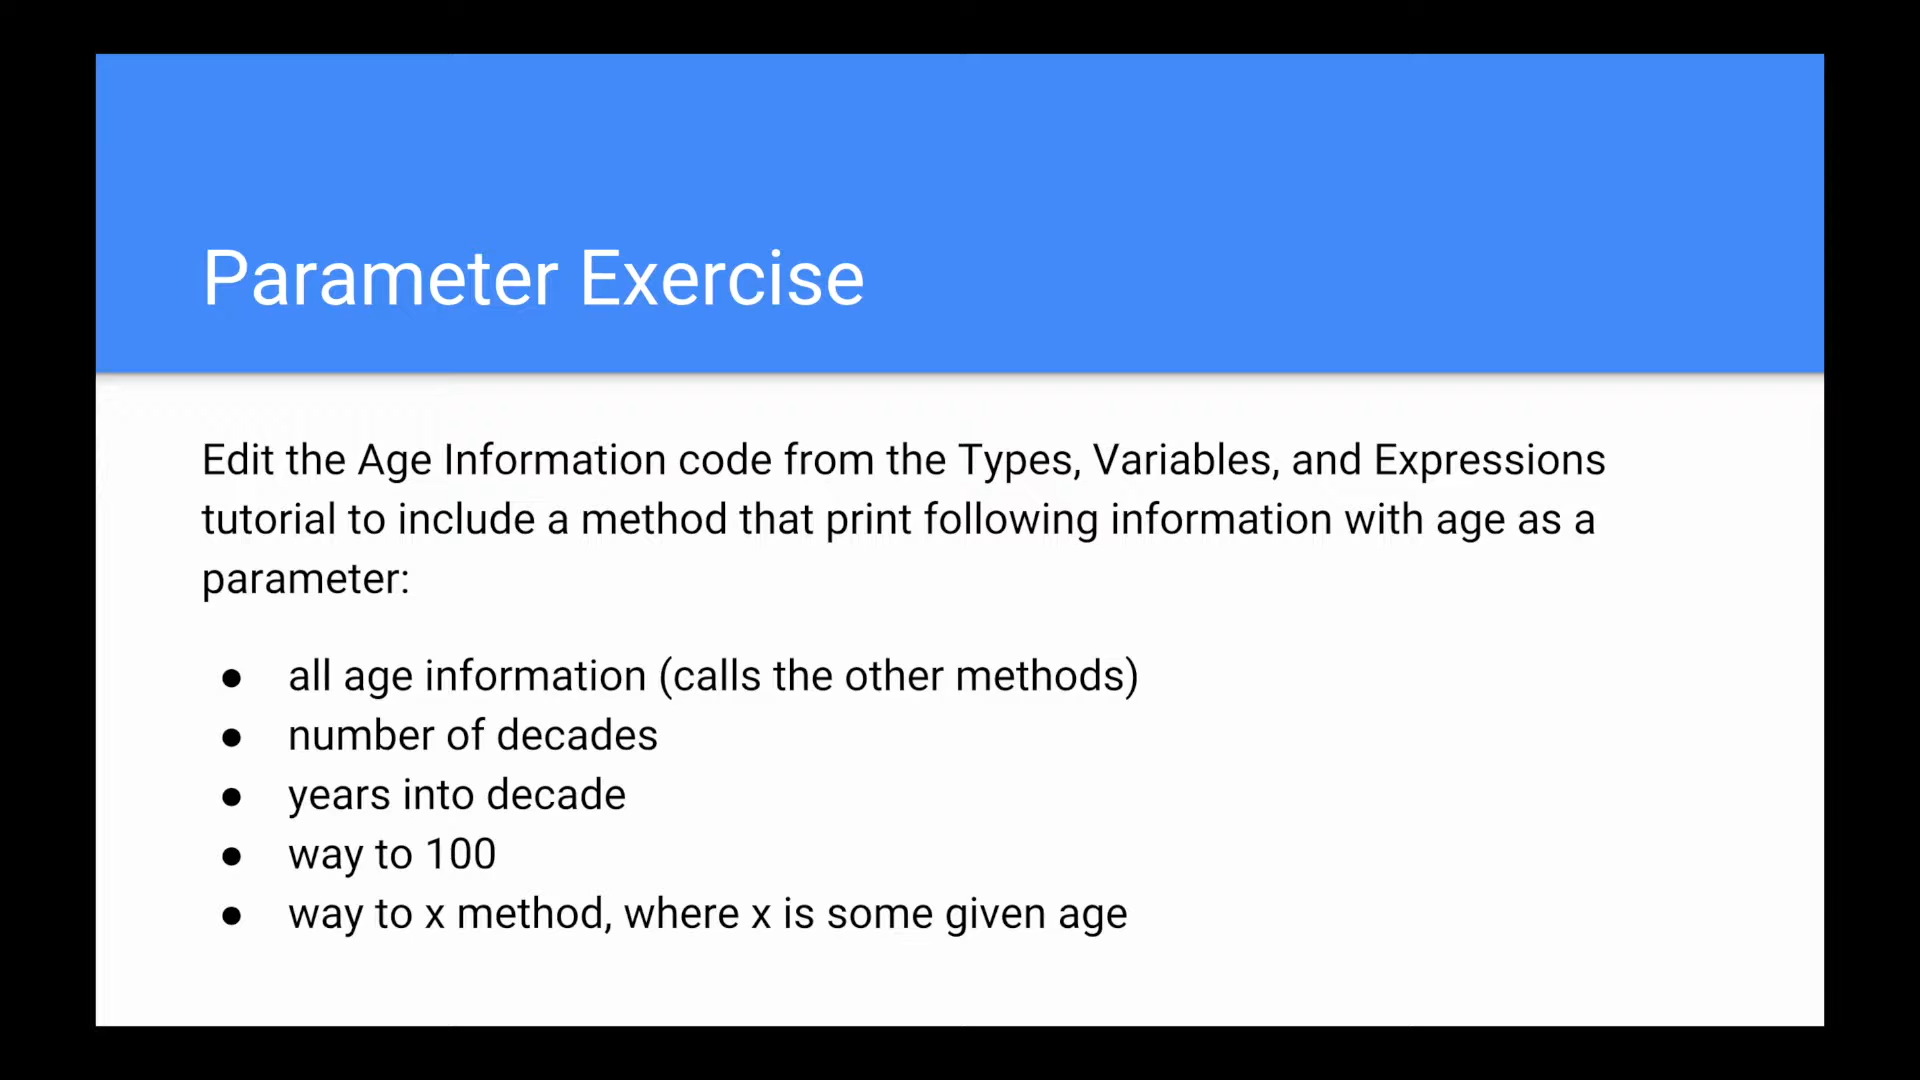 Parameter Exercise
Edit the Age Information code from the Types, Variables, and Expressions
tutorial to include a method that print following information with age as a
parameter:
● all age information (calls the other methods)
● number of decades
● years into decade
● way to 100
● way to x method, where x is some given age